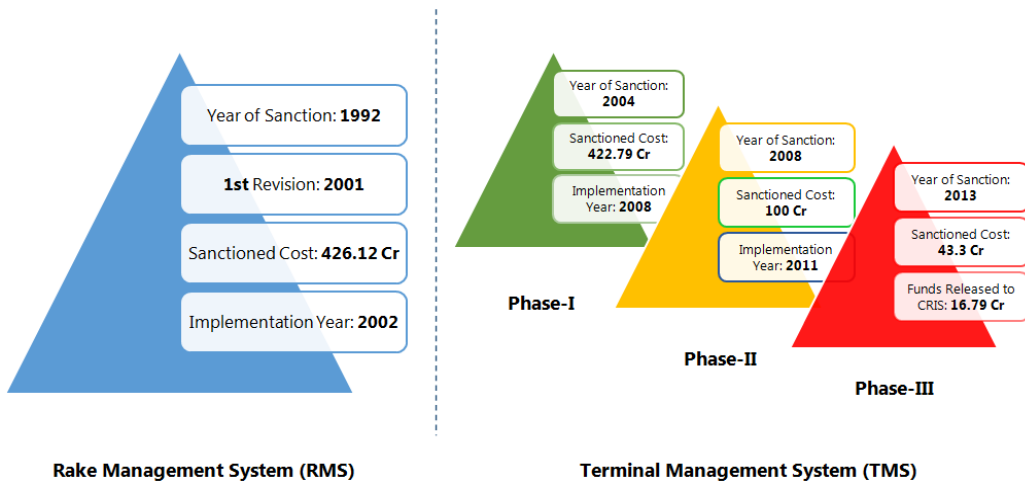 Year of Sanction: 1992
1st Revision: 2001
Sanctioned Cost: 426.12 Cr
Implementation Year: 2002
Rake Management System (RMS)
Year of Sanction:
2004
Sanctioned Cost:
422.79 Cr
Implementation
Year: 2008
Phase-I
Year of Sanction:
2008
Sanctioned Cost:
100 Cr
Implementation
Year: 2011
Phase-II
Year of Sanction:
2013
Sanctioned Cost:
43.3 Cr
Funds Released to
CRIS: 16.79 Cr
Phase-III
Terminal Management System (TMS)